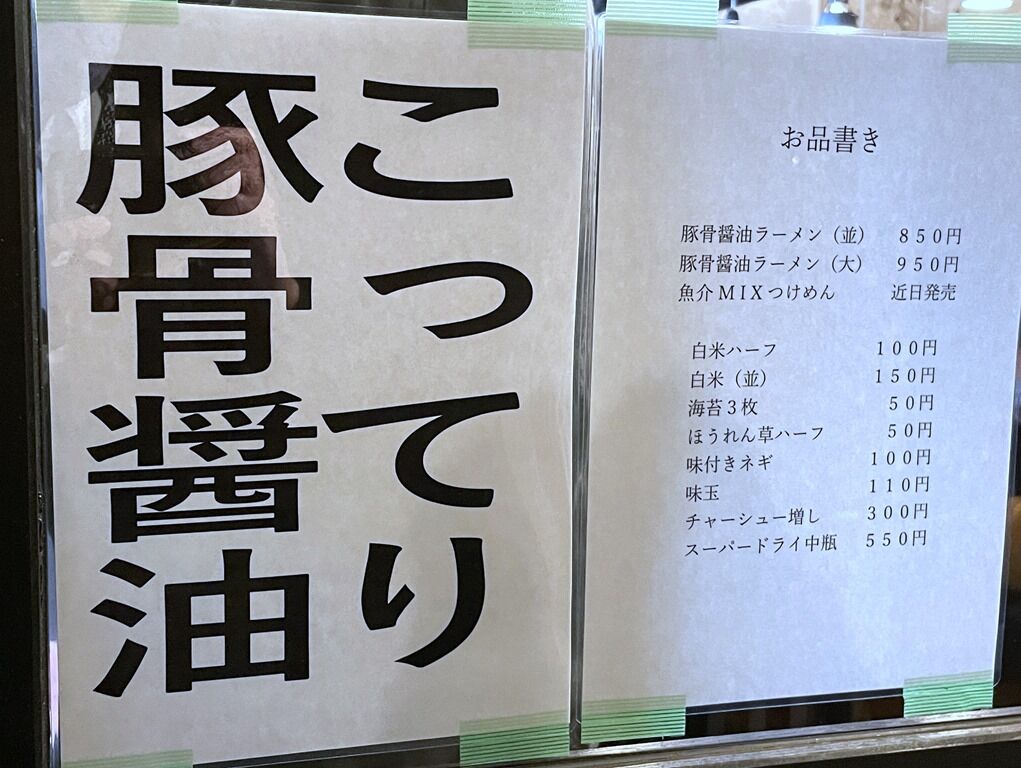 こってり
豚骨醤油
お品書き
豚骨醤油ラーメン（並） ８５０円
豚骨醤油ラーメン（大） ９５０円
魚介ＭＩＸつけめん 近日発売
白米ハーフ １００円
白米（並） １５０円
海苔３枚 ５０円
ほうれん草ハーフ ５０円
味付きネギ １００円
味玉 １１０円
チャーシュー増し ３００円
スーパードライ中瓶 ５５０円